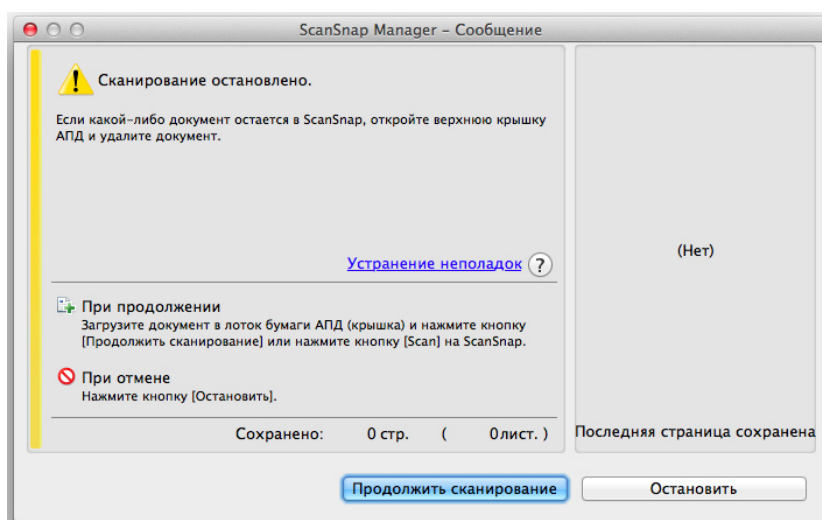 ScanSnap Manager – Сообщение
Сканирование остановлено.
Если какой-либо документ остается в ScanSnap, откройте верхнюю крышку
АПД и удалите документ.
Устранение неполадок ?
(Нет)
При продолжении
Загрузите документ в лоток бумаги АПД (крышка) и нажмите кнопку
[Продолжить сканирование] или нажмите кнопку [Scan] на ScanSnap.
При отмене
Нажмите кнопку [Остановить].
Сохранено: 0 стр. ( 0лист. )
Последняя страница сохранена
Продолжить сканирование
Остановить